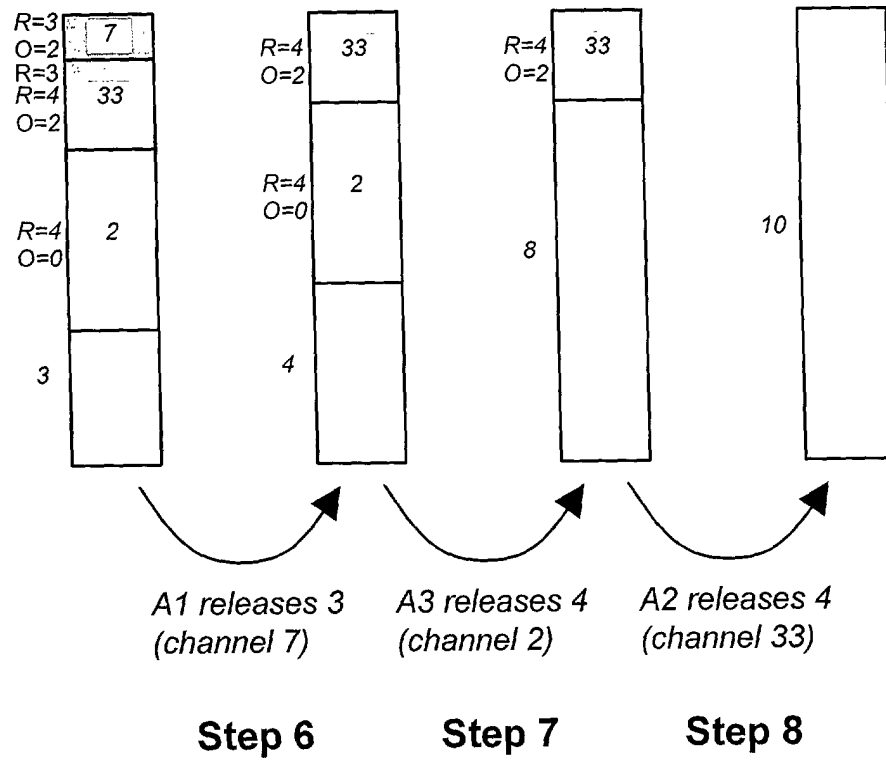 R=3
O=2
R=3
R=4
O=2
R=4
O=0
3
7
33
2
R=4
O=2
R=4
O=0
4
33
2
R=4
O=2
8
33
10
A1 releases 3
(channel 7)
A3 releases 4
(channel 2)
A2 releases 4
(channel 33)
Step 6
Step 7
Step 8